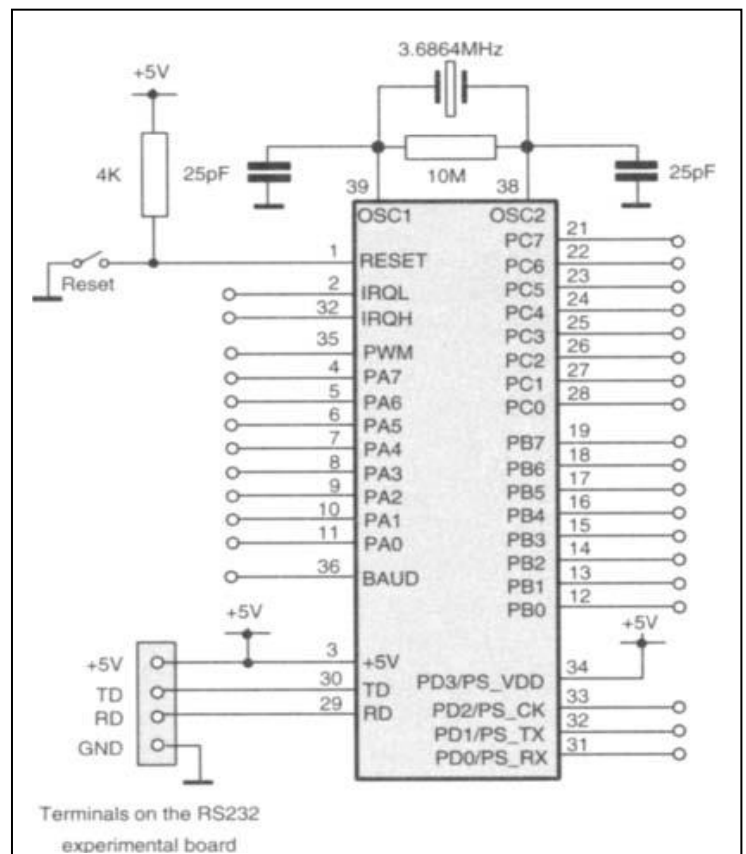 3.6864MHz
+5V
4K
25pF
10M
25pF
39
38
OSC1
OSC2
Reset
1
RESET
2
IRQL
32
IRQH
35
PWM
4
PA7
5
PA6
6
PA5
7
PA4
8
PA3
9
PA2
10
PA1
11
PA0
36
BAUD
PC7
21
PC6
22
PC5
23
PC4
24
PC3
25
PC2
26
PC1
27
PC0
28
PB7
19
PB6
18
PB5
17
PB4
16
PB3
15
PB2
14
PB1
13
PB0
12
+5V
+5V
+5V
3
+5V
TD
30
TD
RD
29
RD
GND
PD3/PS_VDD
34
PD2/PS_CK
33
PD1/PS_TX
32
PD0/PS_RX
31
Terminals on the RS232
experimental board